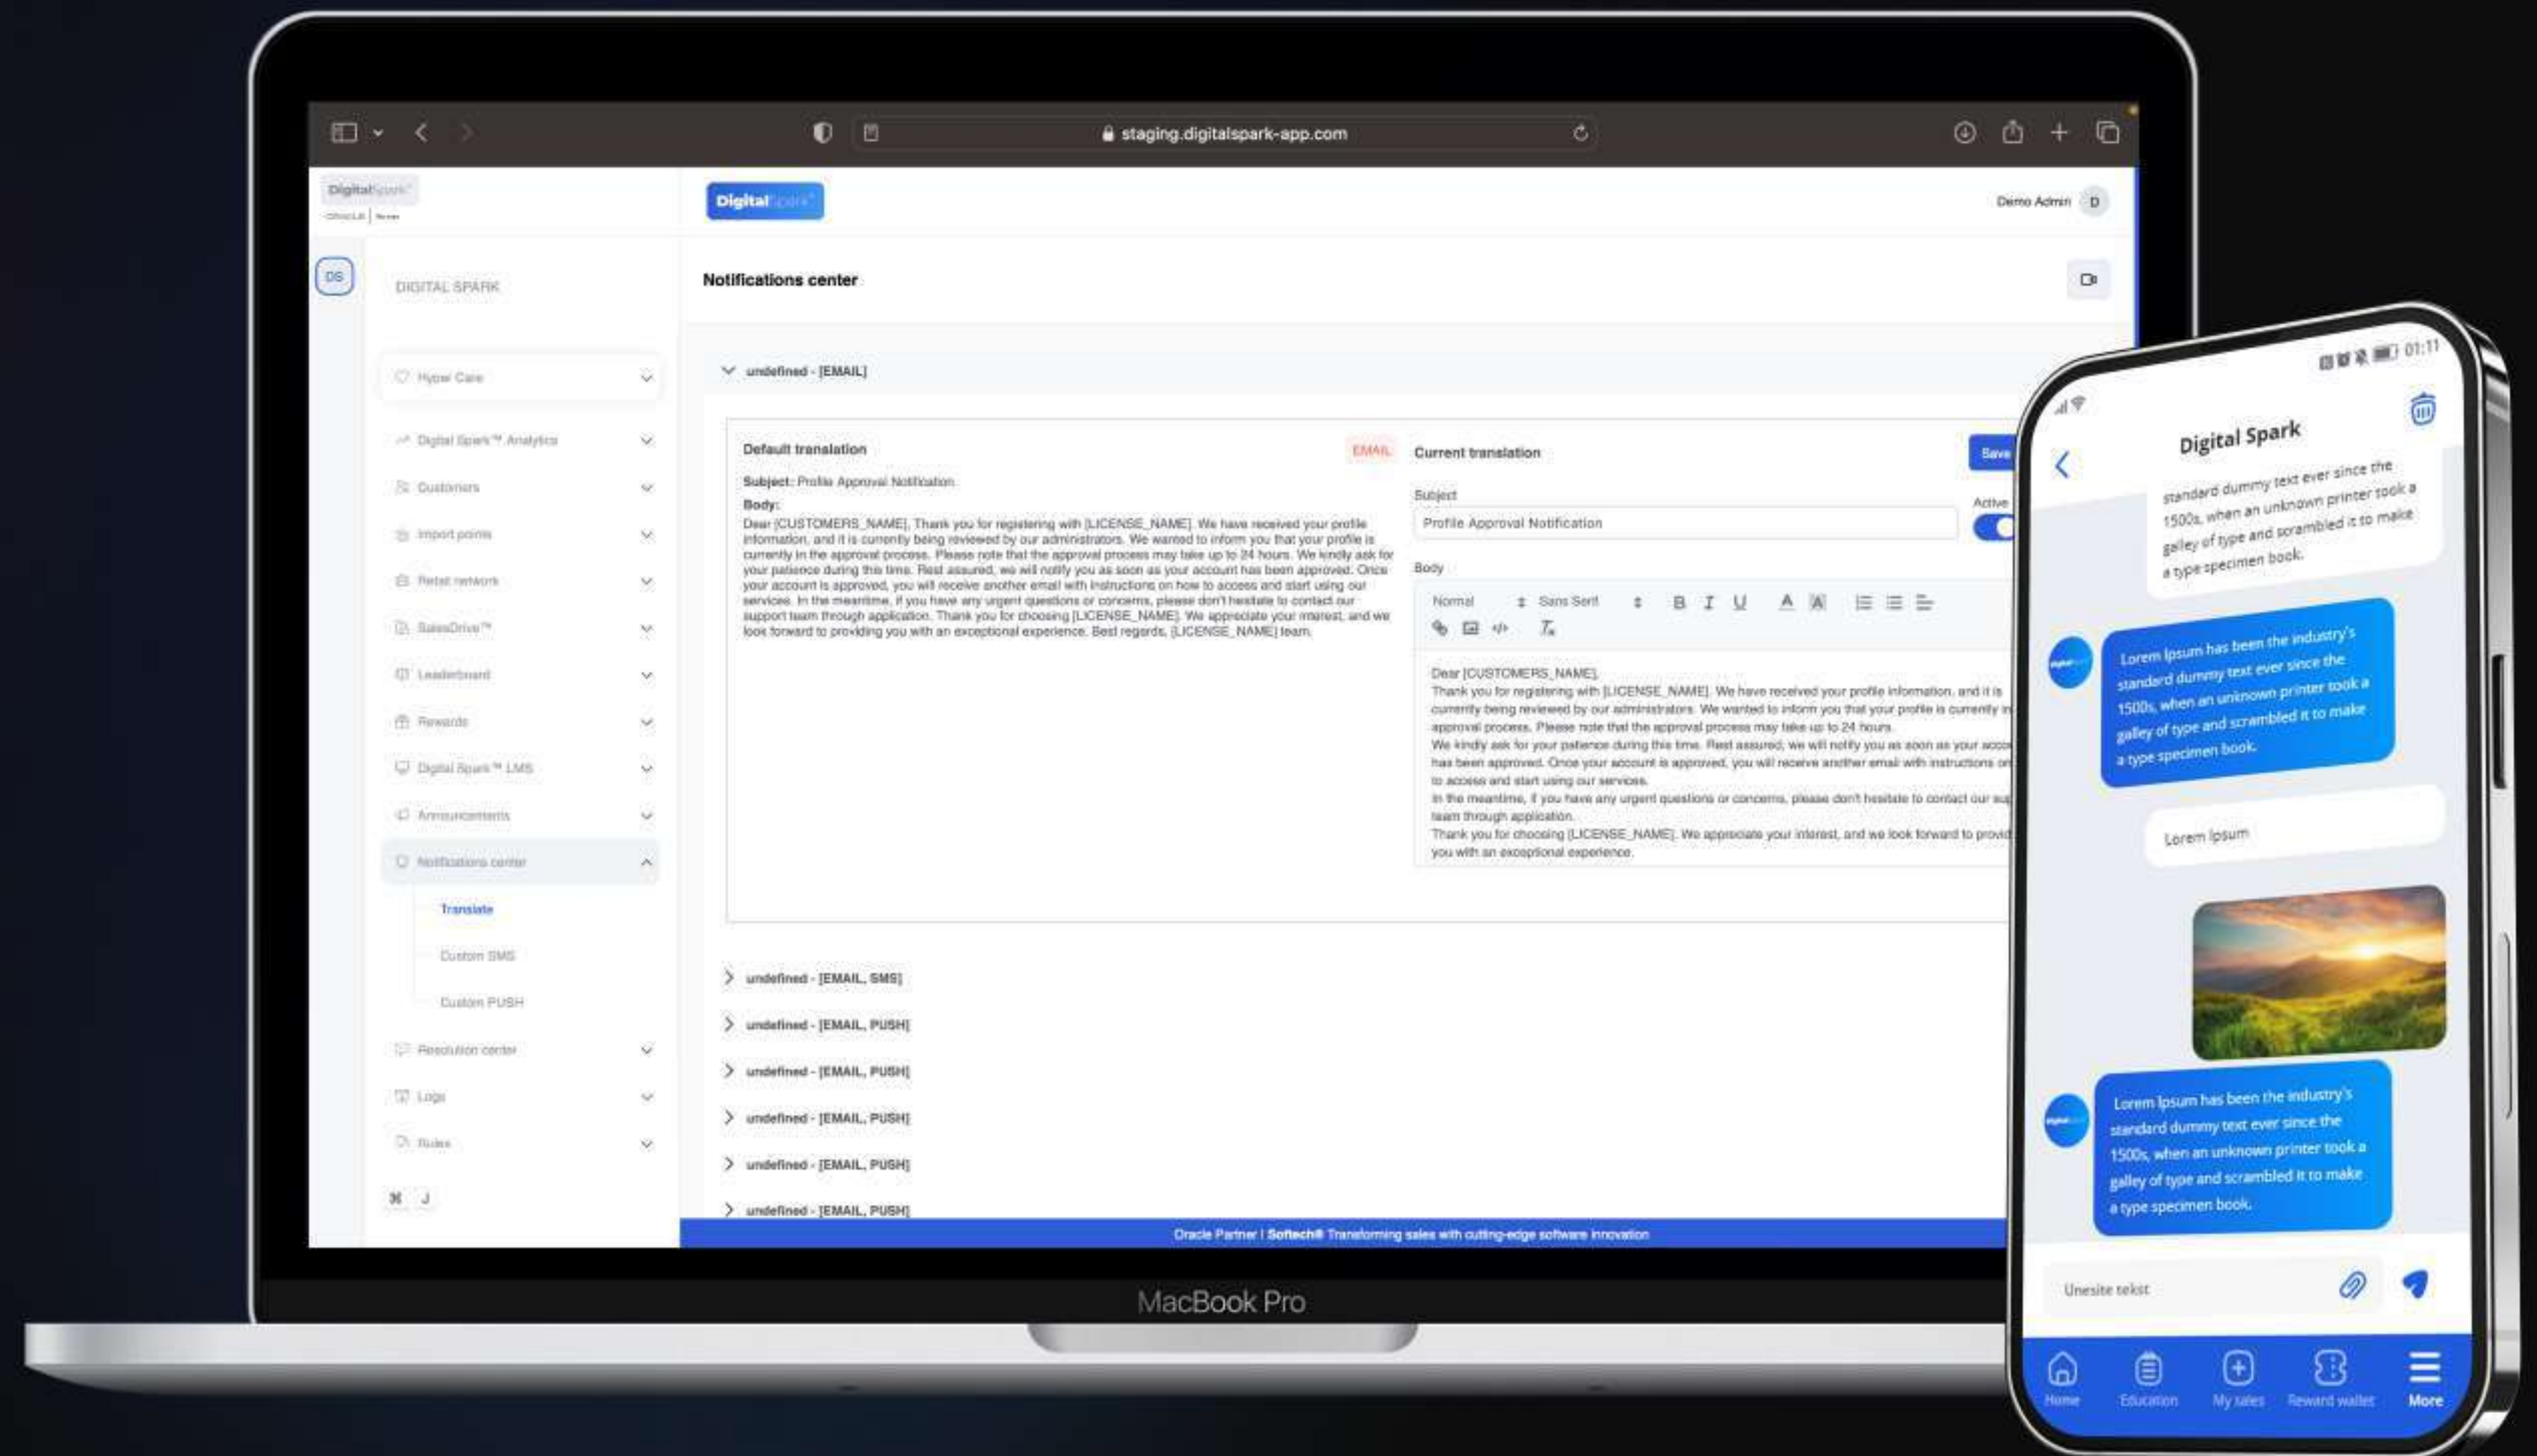 staging.digitalspark-app.com
DigitalSpark™
ORACLE | Partner
DigitalSpark™
Demo Admin D
DS
DIGITAL SPARK
Hyper Care
Digital Spark™ Analytics
Customers
Import points
Retail network
SalesDrive™
Leaderboard
Rewards
Digital Spark™ LMS
Announcements
Notifications center
Translate
Custom SMS
Custom PUSH
Resolution center
Logs
Rules
⌘ J
Notifications center
undefined - [EMAIL]
Default translation
EMAIL
Subject: Profile Approval Notification
Body:
Dear [CUSTOMERS_NAME], Thank you for registering with [LICENSE_NAME]. We have received your profile
information, and it is currently being reviewed by our administrators. We wanted to inform you that your profile is
currently in the approval process. Please note that the approval process may take up to 24 hours. We kindly ask for
your patience during this time. Rest assured, we will notify you as soon as your account has been approved. Once
your account is approved, you will receive another email with instructions on how to access and start using our
services. In the meantime, if you have any urgent questions or concerns, please don't hesitate to contact our
support team through application. Thank you for choosing [LICENSE_NAME]. We appreciate your interest, and we
look forward to providing you with an exceptional experience. Best regards, [LICENSE_NAME] team.
Current translation
Save
Subject
Active
Profile Approval Notification
Body
Normal Sans Serif B I U A A
Dear [CUSTOMERS_NAME],
Thank you for registering with [LICENSE_NAME]. We have received your profile information, and it is
currently being reviewed by our administrators. We wanted to inform you that your profile is currently in
approval process. Please note that the approval process may take up to 24 hours.
We kindly ask for your patience during this time. Rest assured, we will notify you as soon as your accou
has been approved. Once your account is approved, you will receive another email with instructions on
to access and start using our services.
In the meantime, if you have any urgent questions or concerns, please don't hesitate to contact our sup
team through application.
Thank you for choosing [LICENSE_NAME]. We appreciate your interest, and we look forward to provid
you with an exceptional experience.
undefined - [EMAIL, SMS]
undefined - [EMAIL, PUSH]
undefined - [EMAIL, PUSH]
undefined - [EMAIL, PUSH]
undefined - [EMAIL, PUSH]
undefined - [EMAIL, PUSH]
Oracle Partner | Softech® Transforming sales with cutting-edge software innovation
MacBook Pro
01:11
Digital Spark
standard dummy text ever since the
1500s, when an unknown printer took a
galley of type and scrambled it to make
a type specimen book.
Lorem Ipsum has been the industry's
standard dummy text ever since the
1500s, when an unknown printer took a
galley of type and scrambled it to make
a type specimen book.
Lorem Ipsum
Lorem Ipsum has been the industry's
standard dummy text ever since the
1500s, when an unknown printer took a
galley of type and scrambled it to make
a type specimen book.
Unesite tekst
Home
Education
My sales
Reward wallet
More